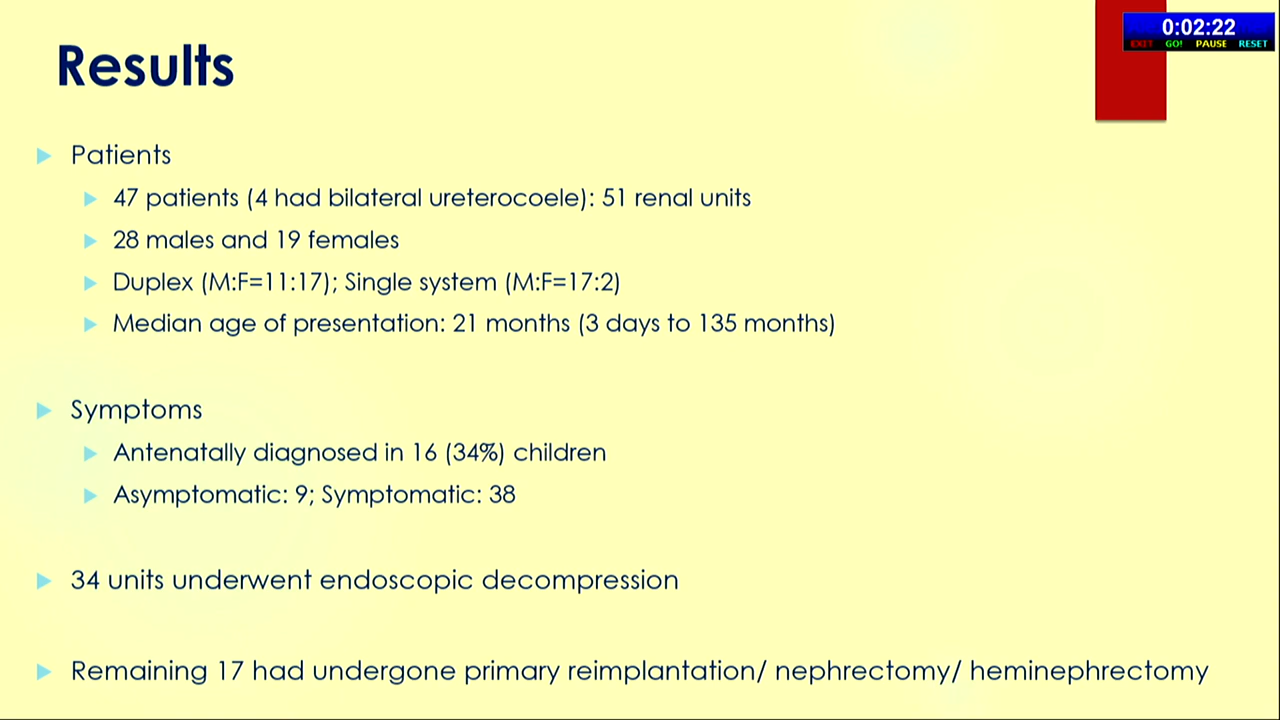 Results
0:02:22
EXIT GO! PAUSE RESET
Patients
47 patients (4 had bilateral ureterocoele): 51 renal units
28 males and 19 females
Duplex (M:F=11:17); Single system (M:F=17:2)
Median age of presentation: 21 months (3 days to 135 months)
Symptoms
Antenatally diagnosed in 16 (34%) children
Asymptomatic: 9; Symptomatic: 38
34 units underwent endoscopic decompression
Remaining 17 had undergone primary reimplantation/ nephrectomy/ heminephrectomy